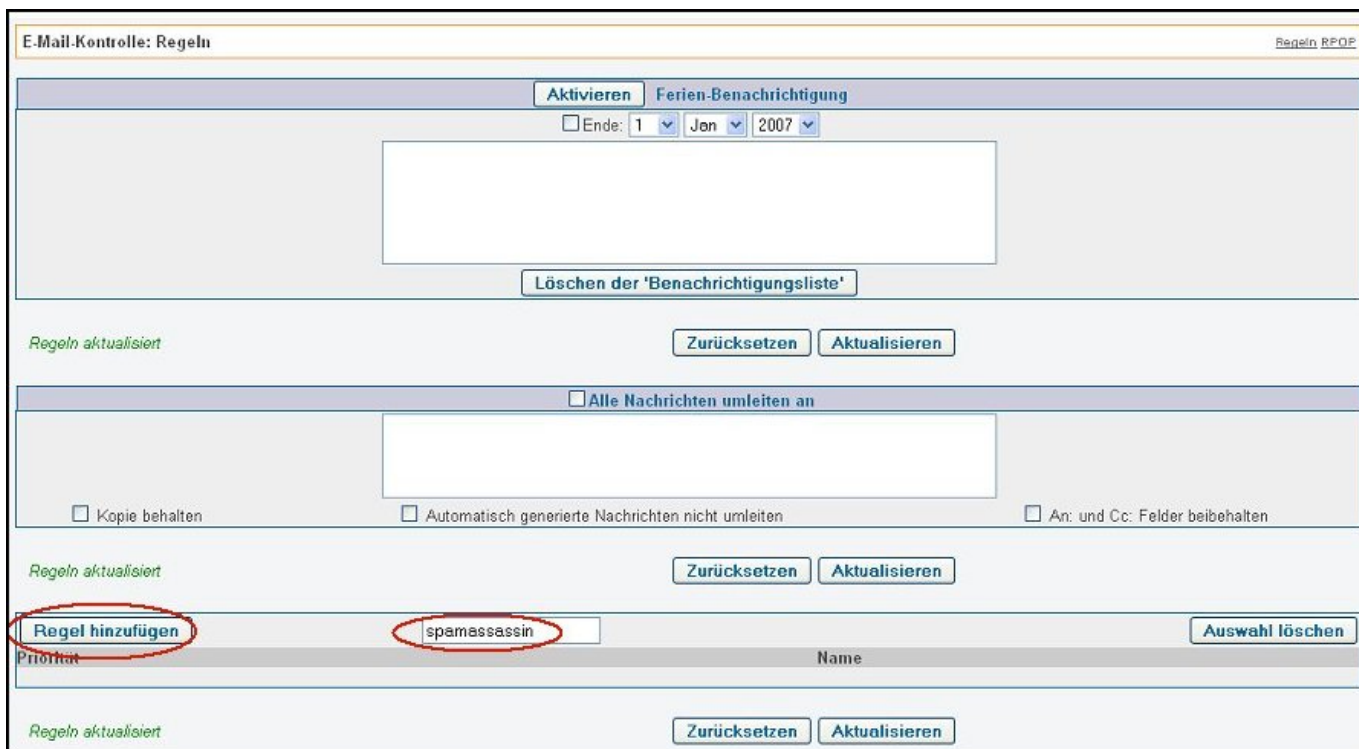 E-Mail-Kontrolle: Regeln Regeln RPOP
Aktivieren Ferien-Benachrichtigung
Ende: 1 Jan 2007
Löschen der 'Benachrichtigungsliste'
Regeln aktualisiert Zurücksetzen Aktualisieren
Alle Nachrichten umleiten an
Kopie behalten Automatisch generierte Nachrichten nicht umleiten An: und Cc: Felder beibehalten
Regeln aktualisiert Zurücksetzen Aktualisieren
Regel hinzufügen spamassassin Auswahl löschen
Priorität Name
Regeln aktualisiert Zurücksetzen Aktualisieren